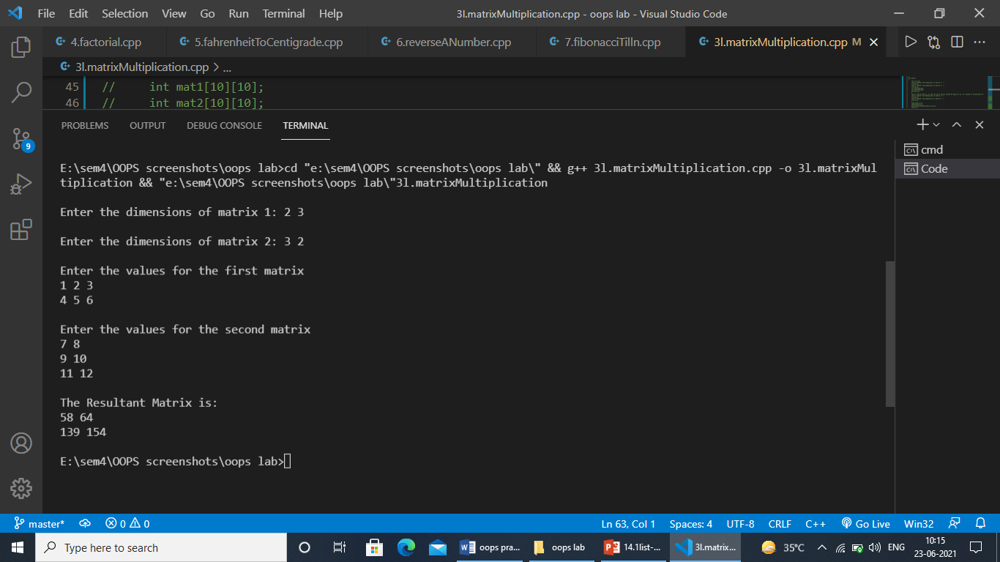 File Edit Selection View Go Run Terminal Help 3l.matrixMultiplication.cpp - oops lab - Visual Studio Code
4.factorial.cpp 5.fahrenheitToCentigrade.cpp 6.reverseANumber.cpp 7.fibonacciTilln.cpp 3l.matrixMultiplication.cpp M
3l.matrixMultiplication.cpp > ...
45 // int mat1[10][10];
46 // int mat2[10][10];
PROBLEMS OUTPUT DEBUG CONSOLE TERMINAL
cmd
Code
9
E:\sem4\OOPS screenshots\oops lab>cd "e:\sem4\OOPS screenshots\oops lab\" && g++ 3l.matrixMultiplication.cpp -o 3l.matrixMul
tiplication && "e:\sem4\OOPS screenshots\oops lab\"3l.matrixMultiplication
Enter the dimensions of matrix 1: 2 3
Enter the dimensions of matrix 2: 3 2
Enter the values for the first matrix
1 2 3
4 5 6
Enter the values for the second matrix
7 8
9 10
11 12
The Resultant Matrix is:
58 64
139 154
E:\sem4\OOPS screenshots\oops lab>
master* 0 0 Ln 63, Col 1 Spaces: 4 UTF-8 CRLF C++ Go Live Win32
Type here to search oops pra... oops lab 14.1list-... 3l.matrix... 35°C ENG 10:15
23-06-2021